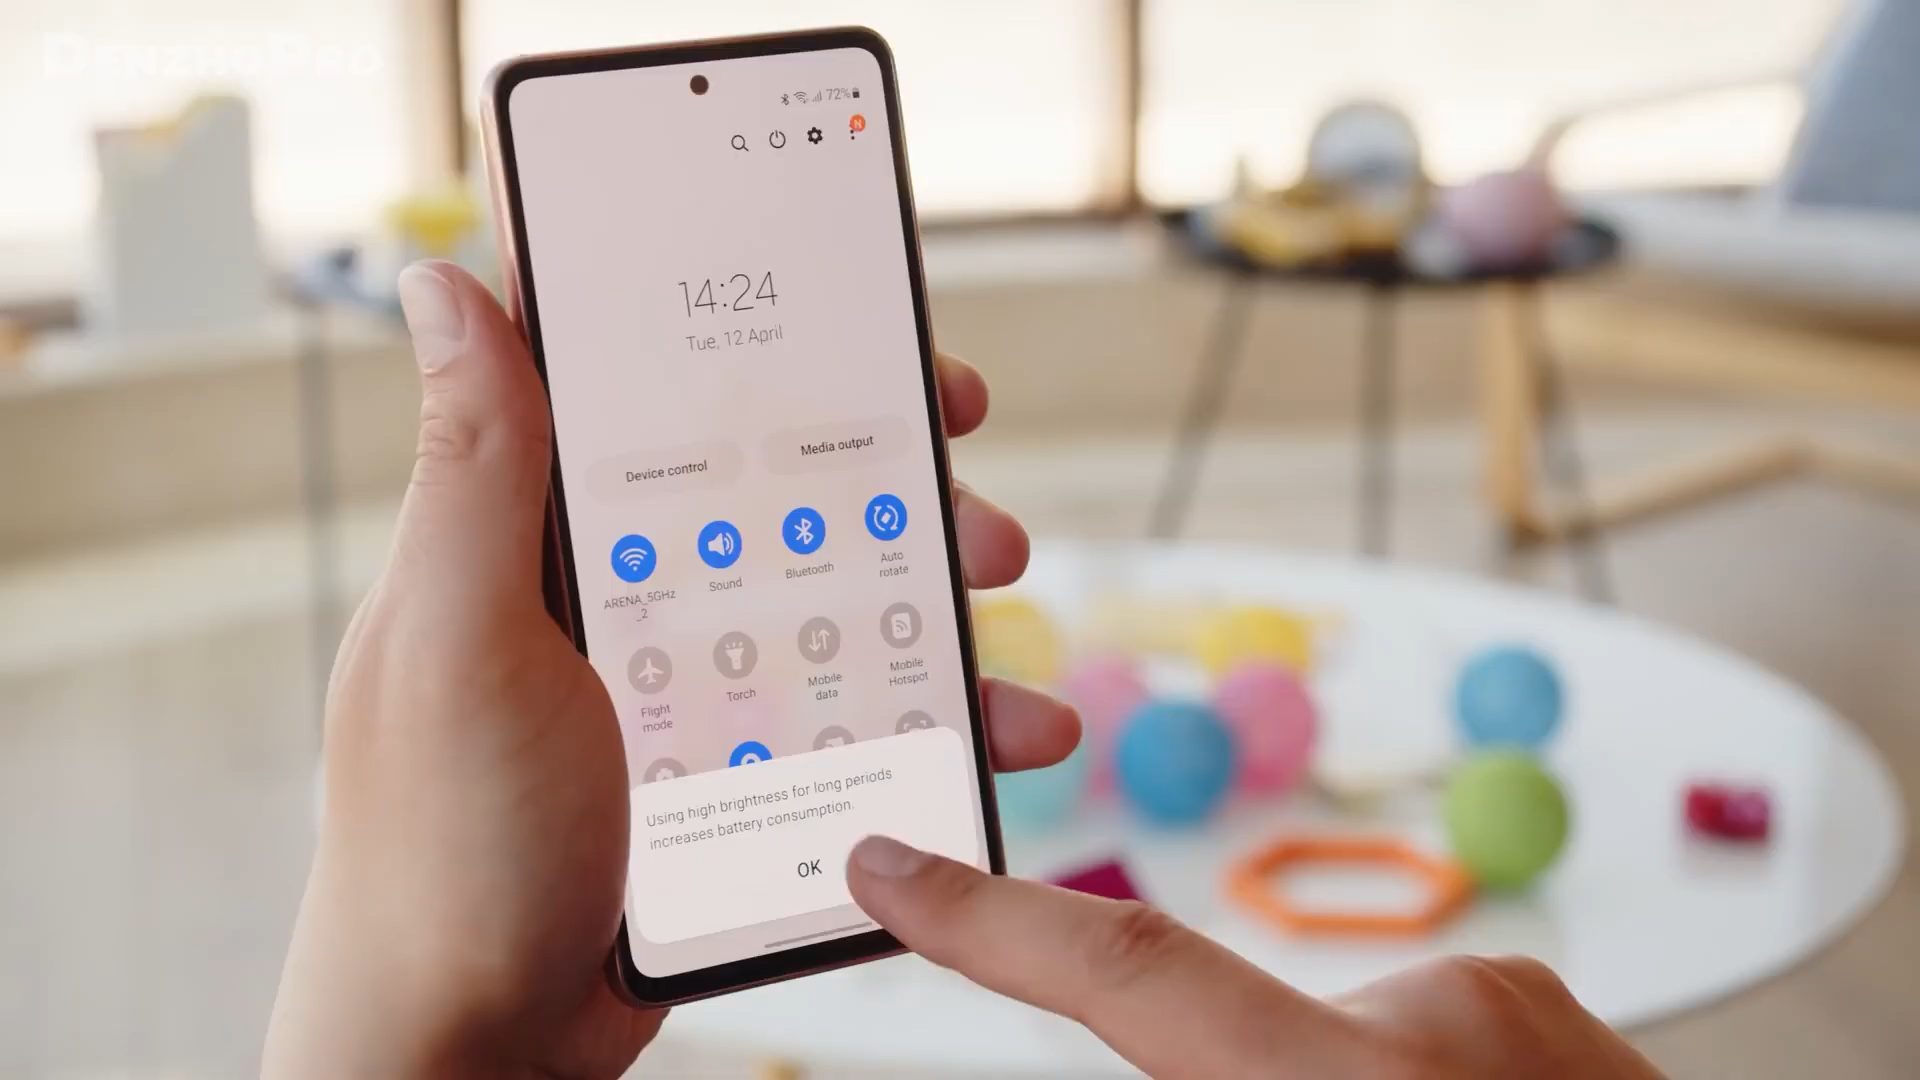 DenzhoPro
72%
N
14:24
Tue, 12 April
Device control
Media output
ARENA_5GHz
_2
Sound
Bluetooth
Auto
rotate
Flight
mode
Torch
Mobile
data
Mobile
Hotspot
Using high brightness for long periods
increases battery consumption.
OK